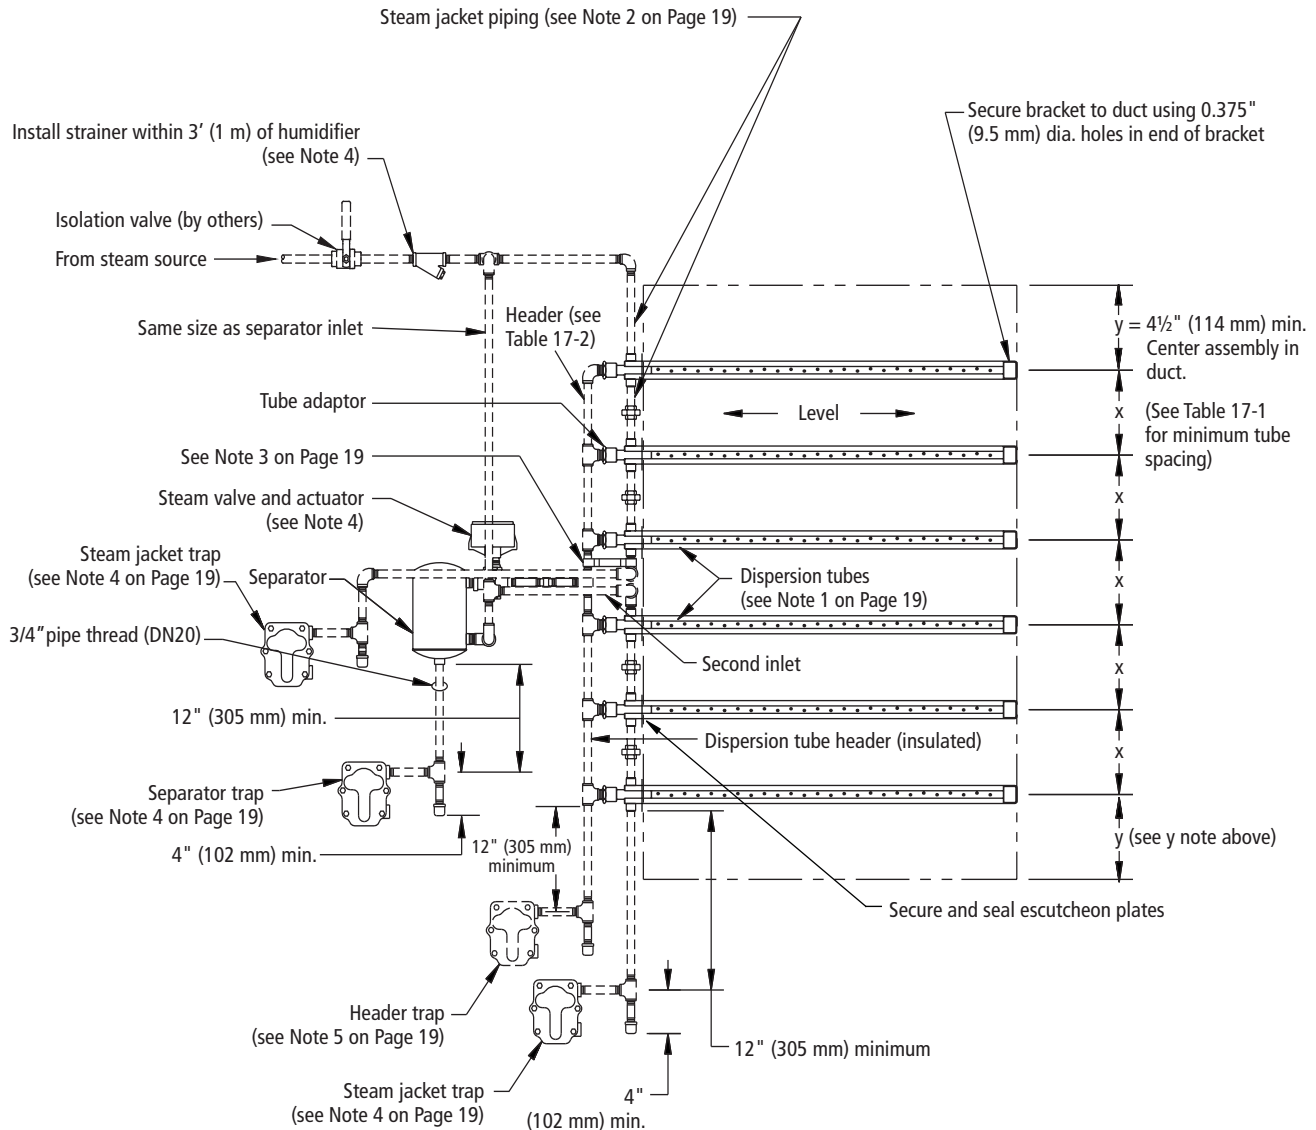 Steam jacket piping (see Note 2 on Page 19)
Secure bracket to duct using 0.375"
(9.5 mm) dia. holes in end of bracket
Install strainer within 3’ (1 m) of humidifier
(see Note 4)
Isolation valve (by others)
From steam source
Same size as separator inlet
Header (see
Table 17-2)
y = 4½" (114 mm) min.
Center assembly in
duct.
Tube adaptor
Level
x
(See Table 17-1
for minimum tube
spacing)
See Note 3 on Page 19
Steam valve and actuator
(see Note 4)
x
Steam jacket trap
(see Note 4 on Page 19)
Separator
Dispersion tubes
(see Note 1 on Page 19)
x
3/4” pipe thread (DN20)
Second inlet
x
12" (305 mm) min.
Dispersion tube header (insulated)
x
Separator trap
(see Note 4 on Page 19)
4" (102 mm) min.
12" (305 mm)
minimum
y (see y note above)
Secure and seal escutcheon plates
Header trap
(see Note 5 on Page 19)
12" (305 mm) minimum
Steam jacket trap
(see Note 4 on Page 19)
4"
(102 mm) min.